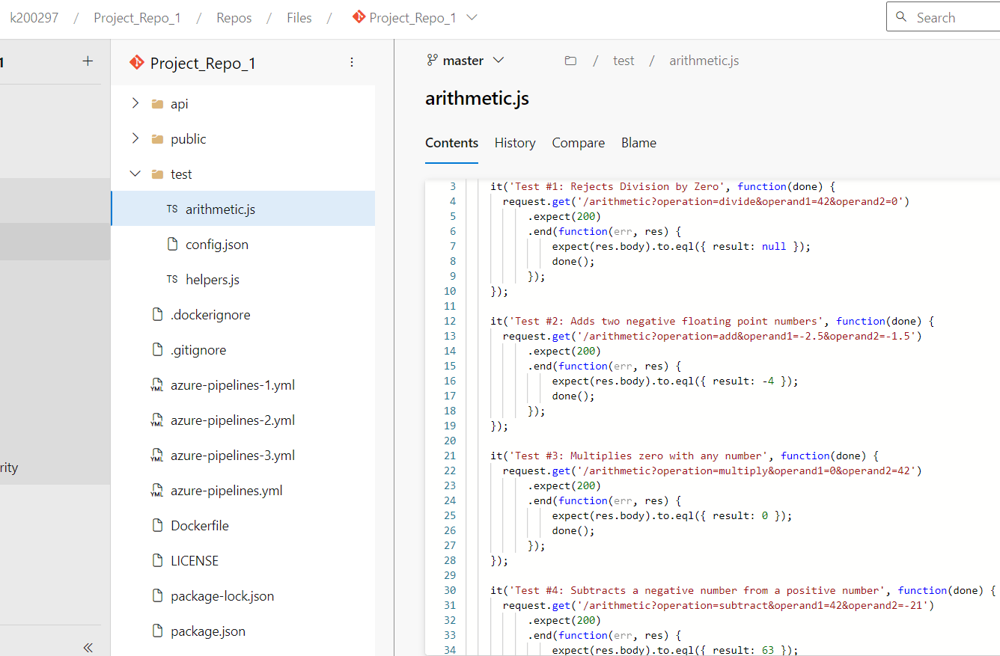 k200297 / Project_Repo_1 / Repos / Files / Project_Repo_1
Search
1 +
rity
Project_Repo_1
api
public
test
TS arithmetic.js
config.json
TS helpers.js
.dockerignore
.gitignore
YML azure-pipelines-1.yml
YML azure-pipelines-2.yml
YML azure-pipelines-3.yml
YML azure-pipelines.yml
Dockerfile
LICENSE
package-lock.json
package.json
master / test / arithmetic.js
arithmetic.js
Contents History Compare Blame
3 it('Test #1: Rejects Division by Zero', function(done) {
4 request.get('/arithmetic?operation=divide&operand1=42&operand2=0')
5 .expect(200)
6 .end(function(err, res) {
7 expect(res.body).to.eql({ result: null });
8 done();
9 });
10 });
11
12 it('Test #2: Adds two negative floating point numbers', function(done) {
13 request.get('/arithmetic?operation=add&operand1=-2.5&operand2=-1.5')
14 .expect(200)
15 .end(function(err, res) {
16 expect(res.body).to.eql({ result: -4 });
17 done();
18 });
19 });
20
21 it('Test #3: Multiplies zero with any number', function(done) {
22 request.get('/arithmetic?operation=multiply&operand1=0&operand2=42')
23 .expect(200)
24 .end(function(err, res) {
25 expect(res.body).to.eql({ result: 0 });
26 done();
27 });
28 });
29
30 it('Test #4: Subtracts a negative number from a positive number', function(done) {
31 request.get('/arithmetic?operation=subtract&operand1=42&operand2=-21')
32 .expect(200)
33 .end(function(err, res) {
34 expect(res.body).to.eql({ result: 63 });